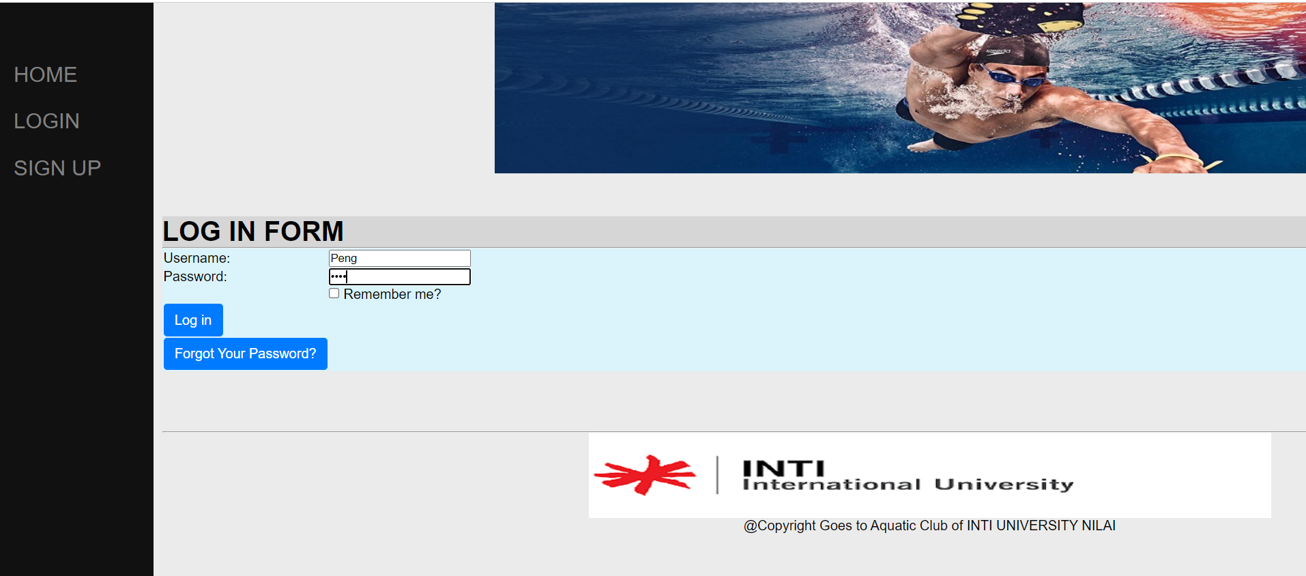 HOME
LOGIN
SIGN UP
speedo
LOG IN FORM
Username: Peng
Password: ••••
Remember me?
Log in
Forgot Your Password?
INTI
International University
@Copyright Goes to Aquatic Club of INTI UNIVERSITY NILAI